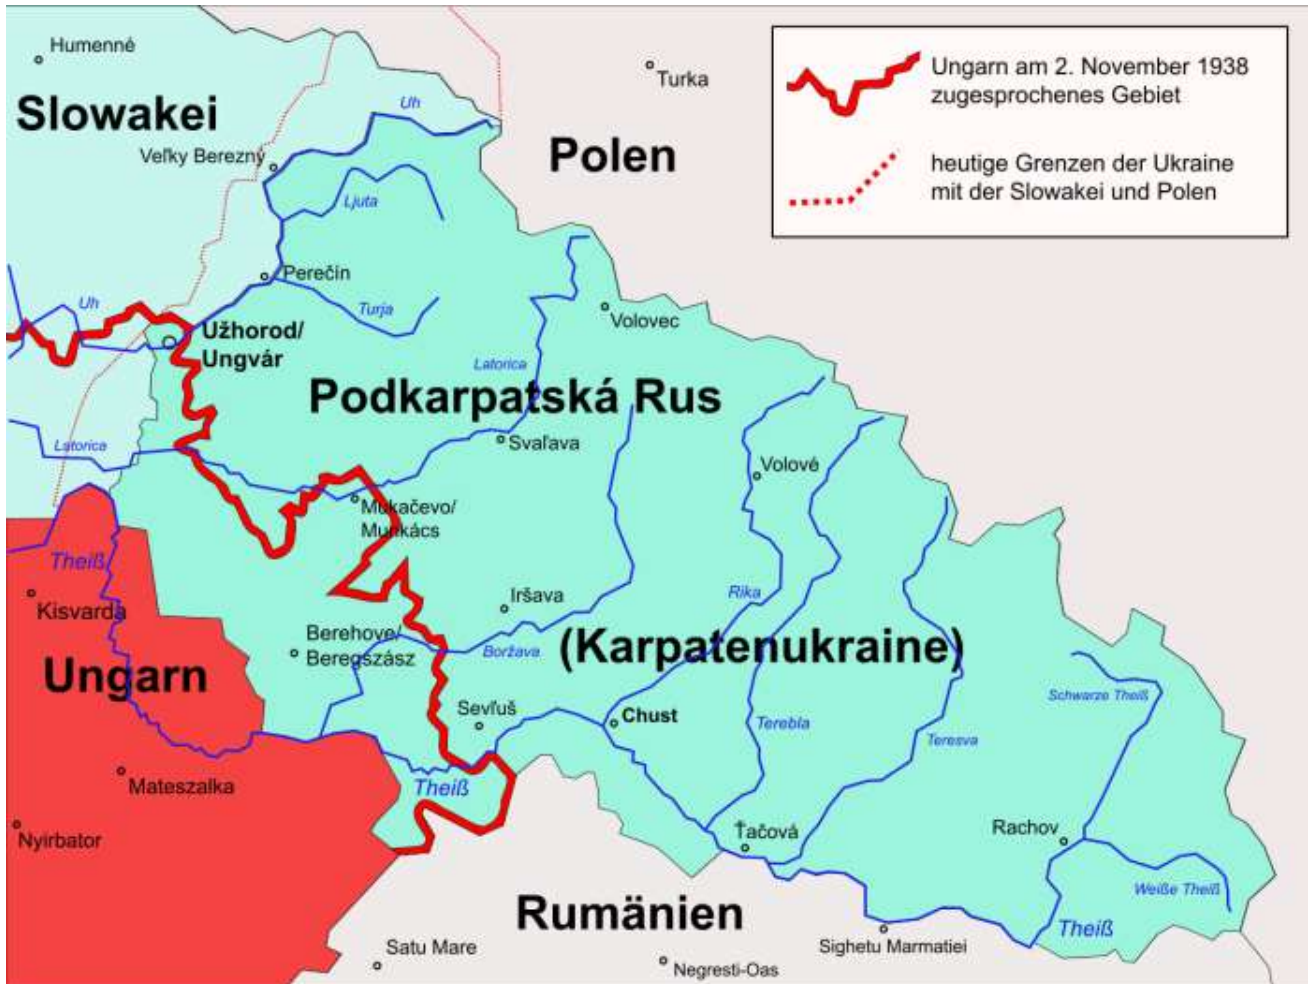 Humenné
Slowakei
Veľky Berezný
Uh
Turka
Polen
Ungarn am 2. November 1938
zugesprochenes Gebiet
heutige Grenzen der Ukraine
mit der Slowakei und Polen
Ljuta
Perečín
Turja
Uh
Užhorod/
Ungvár
Volovec
Latorica
Podkarpatská Rus
Latorica
Svaľava
Volové
Mukačevo/
Munkács
Theiß
Kisvarda
Iršava
Rika
Berehove/
Beregszász
Boržava
(Karpatenukraine)
Ungarn
Sevľuš
Chust
Terebla
Teresva
Schwarze Theiß
Mateszalka
Theiß
Nyirbator
Ťačová
Rachov
Weiße Theiß
Rumänien
Theiß
Satu Mare
Sighetu Marmatiei
Negresti-Oas